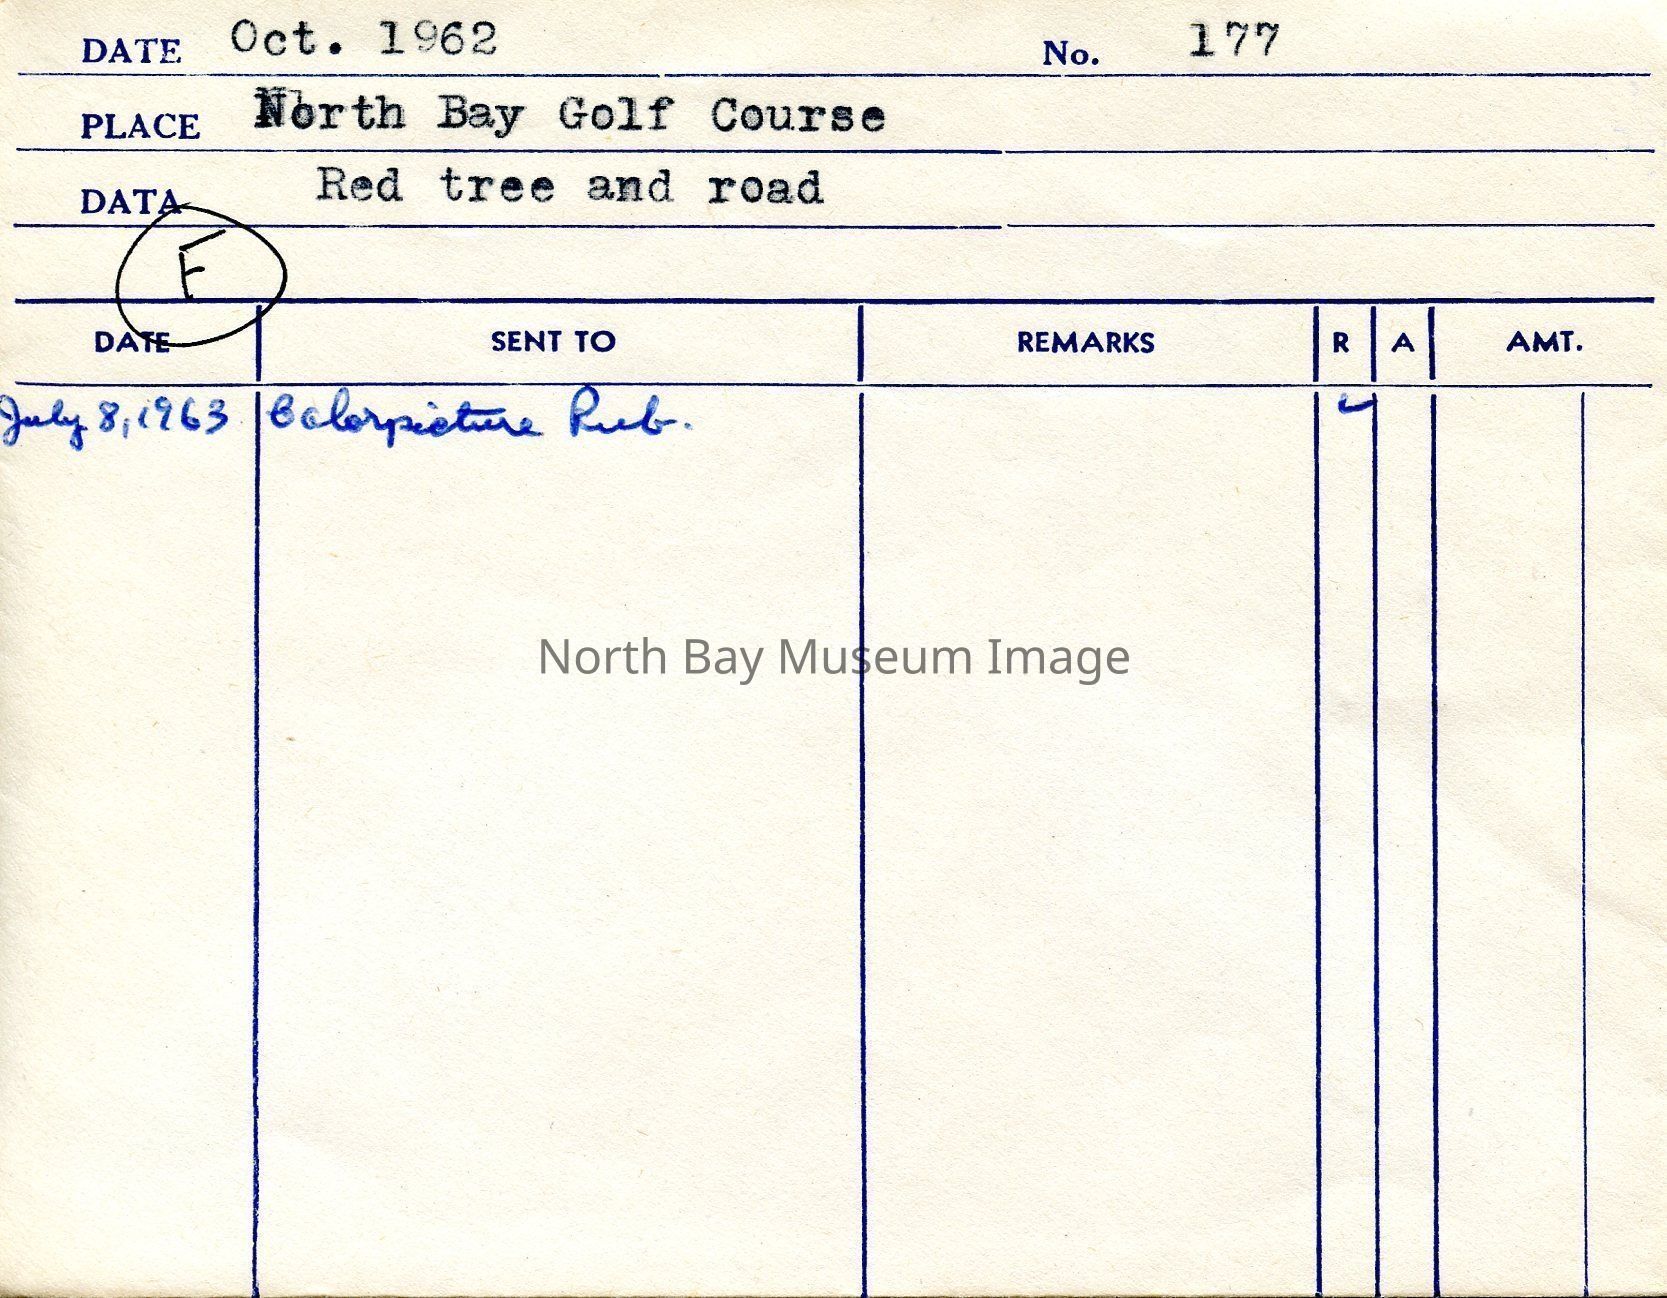 DATE Oct. 1962 No. 177
PLACE North Bay Golf Course
DATA Red tree and road
F
DATE SENT TO REMARKS R A AMT.
July 8, 1963 Colorpicture Pub. ✓
North Bay Museum Image